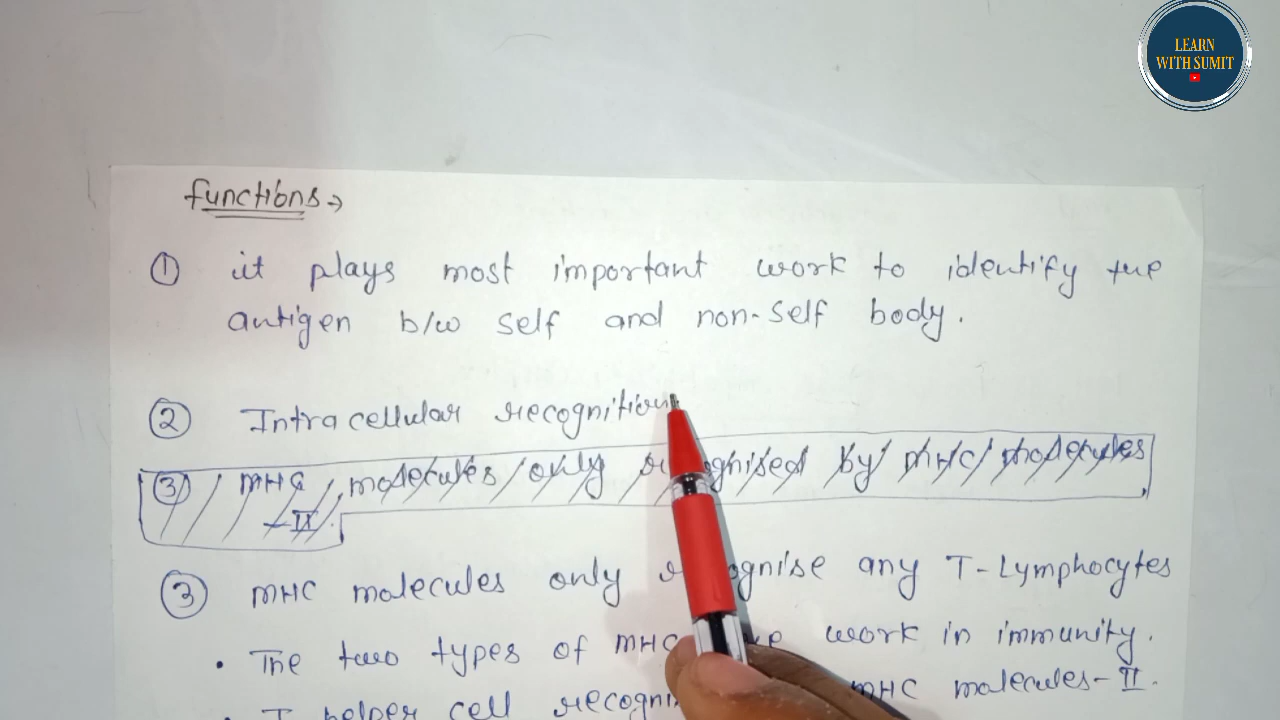 LEARN
WITH SUMIT
functions →
① it plays most important work to identify the
antigen b/w self and non-self body.
② Intracellular recognition
③ MHC molecules only recognised by MHC molecules
-II
③ MHC molecules only recognise any T-Lymphocytes
• The two types of MHC work in immunity.
• T helper cell MHC molecules-II.